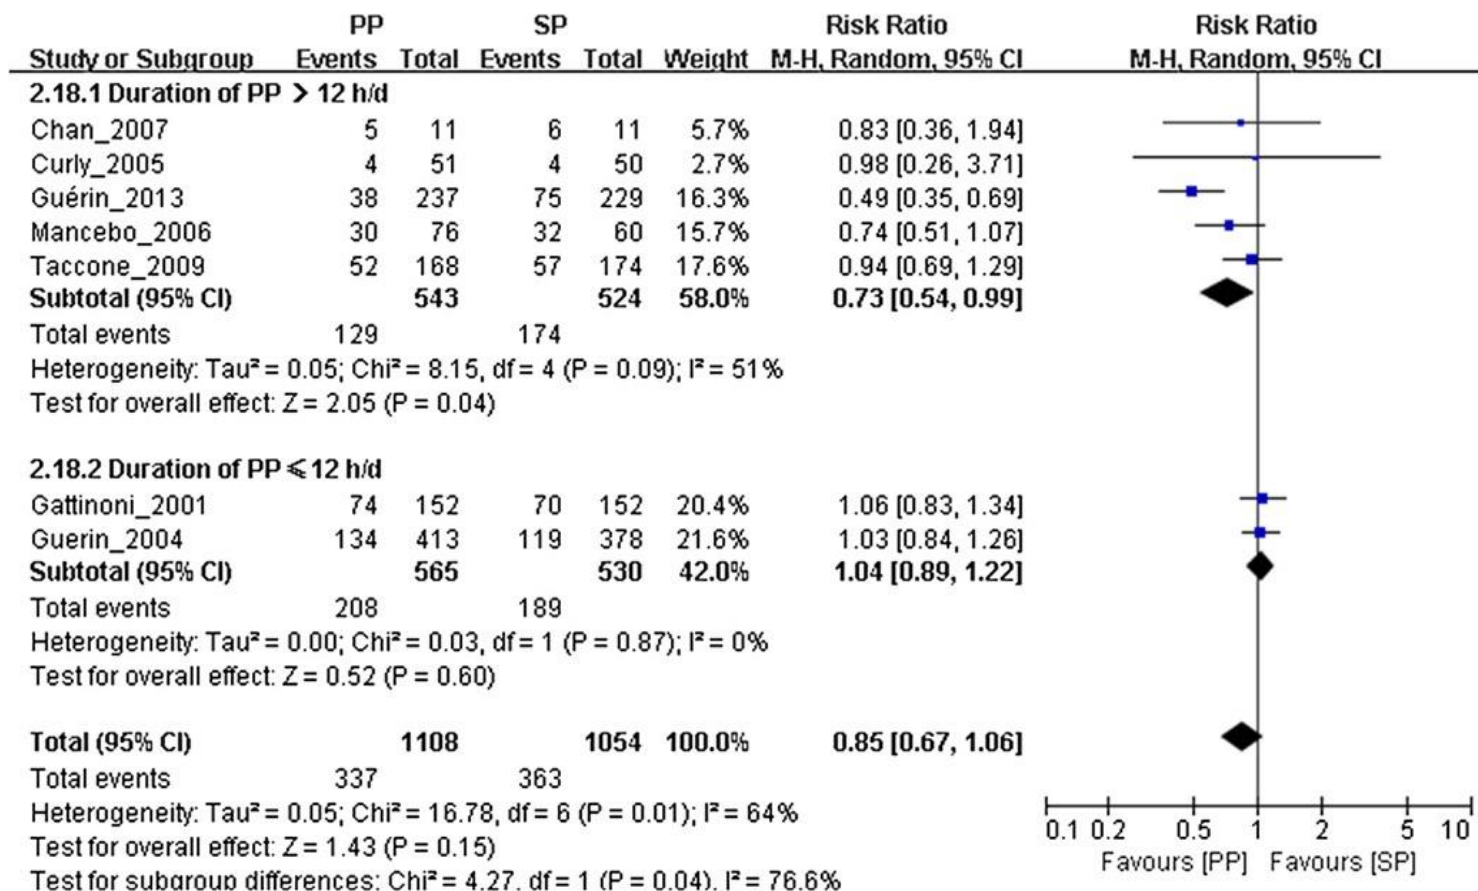 PP SP Risk Ratio Risk Ratio
Study or Subgroup Events Total Events Total Weight M-H, Random, 95% CI M-H, Random, 95% CI
2.18.1 Duration of PP > 12 h/d
Chan_2007 5 11 6 11 5.7% 0.83 [0.36, 1.94]
Curly_2005 4 51 4 50 2.7% 0.98 [0.26, 3.71]
Guérin_2013 38 237 75 229 16.3% 0.49 [0.35, 0.69]
Mancebo_2006 30 76 32 60 15.7% 0.74 [0.51, 1.07]
Taccone_2009 52 168 57 174 17.6% 0.94 [0.69, 1.29]
Subtotal (95% CI) 543 524 58.0% 0.73 [0.54, 0.99]
Total events 129 174
Heterogeneity: Tau² = 0.05; Chi² = 8.15, df = 4 (P = 0.09); I² = 51%
Test for overall effect: Z = 2.05 (P = 0.04)
2.18.2 Duration of PP ⩽ 12 h/d
Gattinoni_2001 74 152 70 152 20.4% 1.06 [0.83, 1.34]
Guerin_2004 134 413 119 378 21.6% 1.03 [0.84, 1.26]
Subtotal (95% CI) 565 530 42.0% 1.04 [0.89, 1.22]
Total events 208 189
Heterogeneity: Tau² = 0.00; Chi² = 0.03, df = 1 (P = 0.87); I² = 0%
Test for overall effect: Z = 0.52 (P = 0.60)
Total (95% CI) 1108 1054 100.0% 0.85 [0.67, 1.06]
Total events 337 363
Heterogeneity: Tau² = 0.05; Chi² = 16.78, df = 6 (P = 0.01); I² = 64%
Test for overall effect: Z = 1.43 (P = 0.15)
Test for subgroup differences: Chi² = 4.27, df = 1 (P = 0.04), I² = 76.6%
0.1 0.2 0.5 1 2 5 10
Favours [PP] Favours [SP]